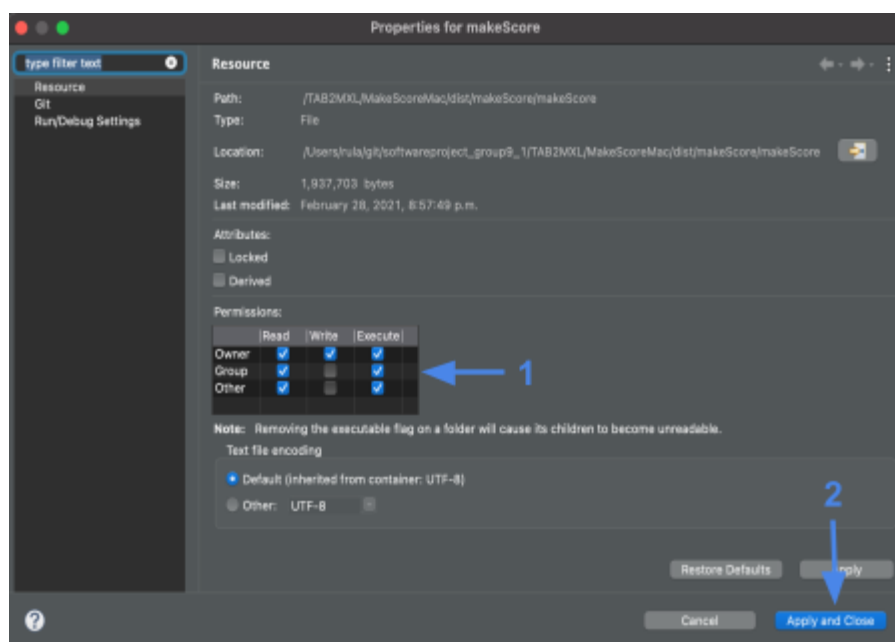 Properties for makeScore
type filter text
Resource
Git
Run/Debug Settings
Resource
Path: /TAB2MXL/MakeScoreMac/dist/makeScore/makeScore
Type: File
Location: /Users/rula/git/softwareproject_group9_1/TAB2MXL/MakeScoreMac/dist/makeScore/makeScore
Size: 1,937,703 bytes
Last modified: February 28, 2021, 8:57:49 p.m.
Attributes:
Locked
Derived
Permissions:
Read Write Execute
Owner
Group
Other
1
Note: Removing the executable flag on a folder will cause its children to become unreadable.
Text file encoding
Default (inherited from container: UTF-8)
Other: UTF-8
2
Restore Defaults Apply
? Cancel Apply and Close